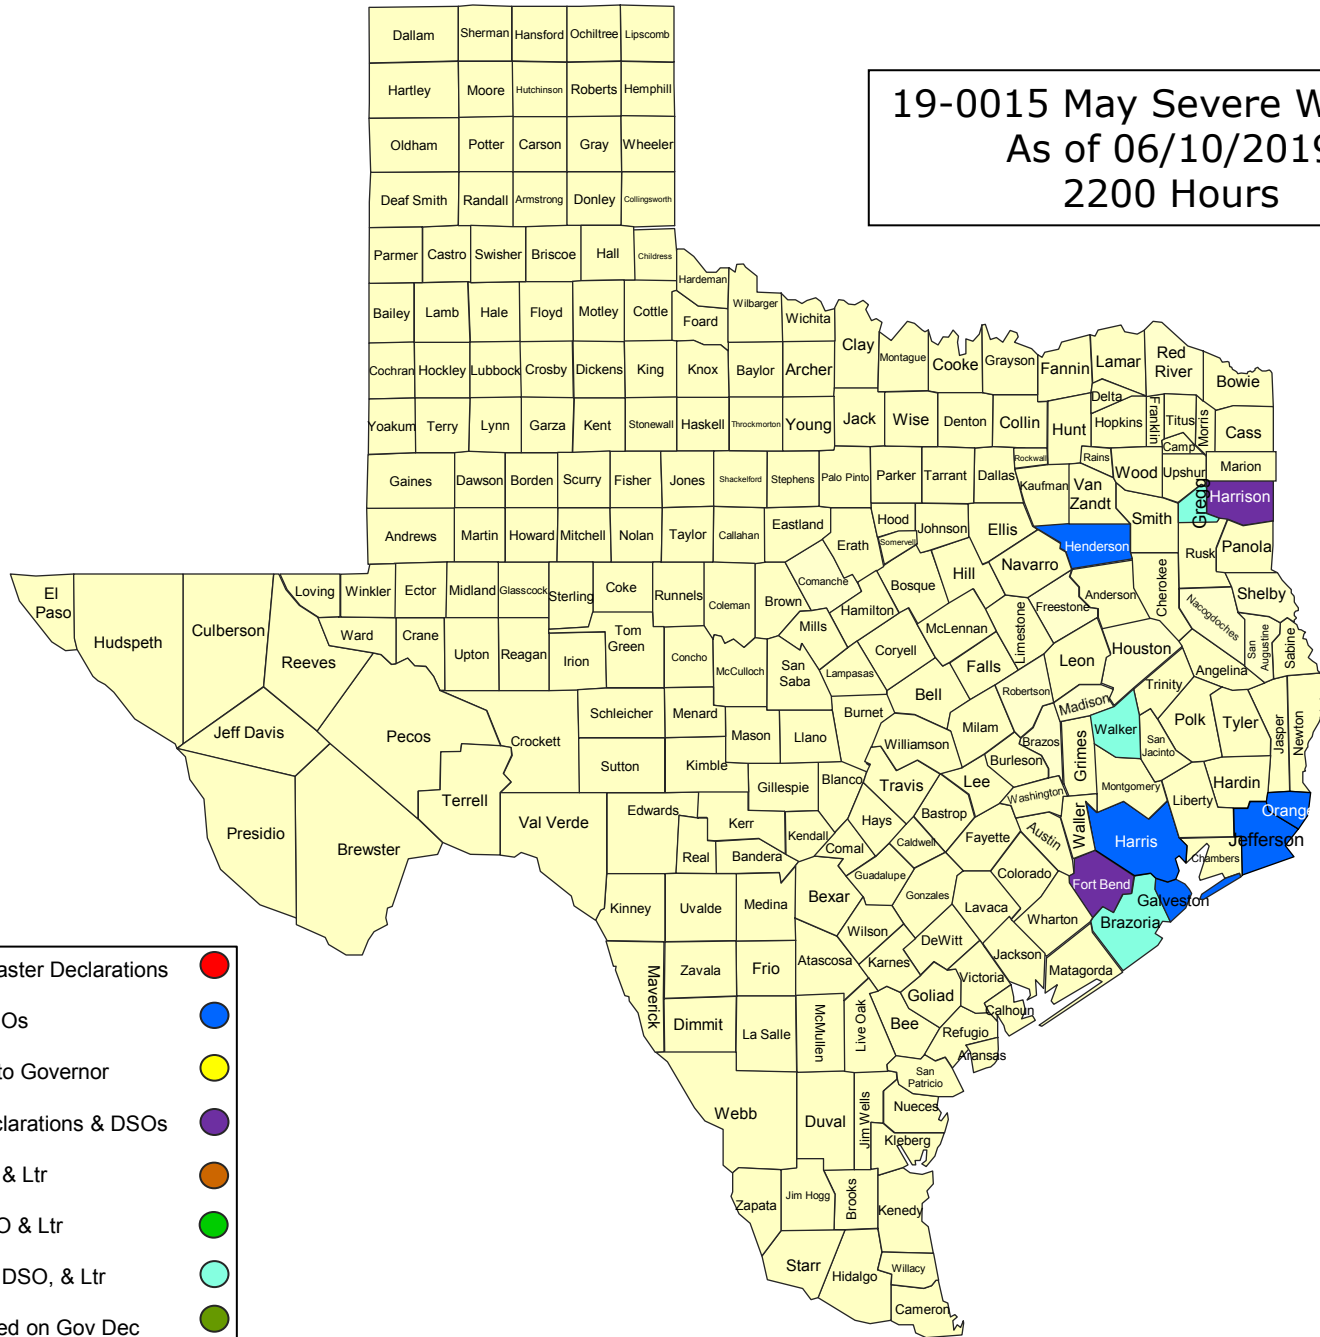 Dallam Sherman Hansford Ochiltree Lipscomb
Hartley Moore Hutchinson Roberts Hemphill
19-0015 May Severe W
As of 06/10/2019
2200 Hours
Oldham Potter Carson Gray Wheeler
Deaf Smith Randall Armstrong Donley Collingsworth
Parmer Castro Swisher Briscoe Hall Childress
Hardeman
Bailey Lamb Hale Floyd Motley Cottle Foard Wilbarger Wichita
Clay Montague Cooke Grayson Fannin Lamar Red River Bowie
Cochran Hockley Lubbock Crosby Dickens King Knox Baylor Archer
Delta
Yoakum Terry Lynn Garza Kent Stonewall Haskell Throckmorton Young Jack Wise Denton Collin Hunt Hopkins Franklin Titus Morris Cass
Camp
Rockwall Rains Wood Upshur Marion
Gaines Dawson Borden Scurry Fisher Jones Shackelford Stephens Palo Pinto Parker Tarrant Dallas Kaufman Van Zandt Gregg Harrison
Andrews Martin Howard Mitchell Nolan Taylor Callahan Eastland Erath Hood Somervell Johnson Ellis Smith
Henderson Rusk Panola
El Paso Hudspeth Culberson Loving Winkler Ector Midland Glasscock Sterling Coke Runnels Coleman Brown Comanche Bosque Hill Navarro Anderson Cherokee Shelby
Hamilton Freestone Limestone Nacogdoches
Ward Crane Upton Reagan Irion Tom Green Concho McCulloch San Saba Mills Lampasas Coryell McLennan Falls Leon Houston Angelina San Augustine Sabine
Reeves
Jeff Davis Pecos Crockett Schleicher Menard Mason Llano Burnet Bell Milam Robertson Madison Trinity
Walker San Jacinto Polk Tyler Jasper Newton
Sutton Kimble Gillespie Blanco Williamson Burleson Brazos Grimes
Terrell Travis Lee Washington Montgomery Liberty Hardin
Orange
Presidio Brewster Val Verde Edwards Kerr Kendall Hays Bastrop Caldwell Fayette Austin Waller Harris Chambers Jefferson
Real Bandera Comal
Kinney Uvalde Medina Bexar Guadalupe Gonzales Lavaca Colorado Fort Bend Galveston
Wharton Brazoria
Maverick Zavala Frio Atascosa Wilson Karnes DeWitt Jackson Matagorda
Victoria
Dimmit La Salle McMullen Live Oak Bee Goliad Refugio Calhoun
Aransas
San Patricio
Webb Duval Jim Wells Nueces
Kleberg
Zapata Jim Hogg Brooks Kenedy
Starr Hidalgo Willacy
Cameron
aster Declarations
Os
to Governor
clarations & DSOs
& Ltr
O & Ltr
DSO, & Ltr
ed on Gov Dec